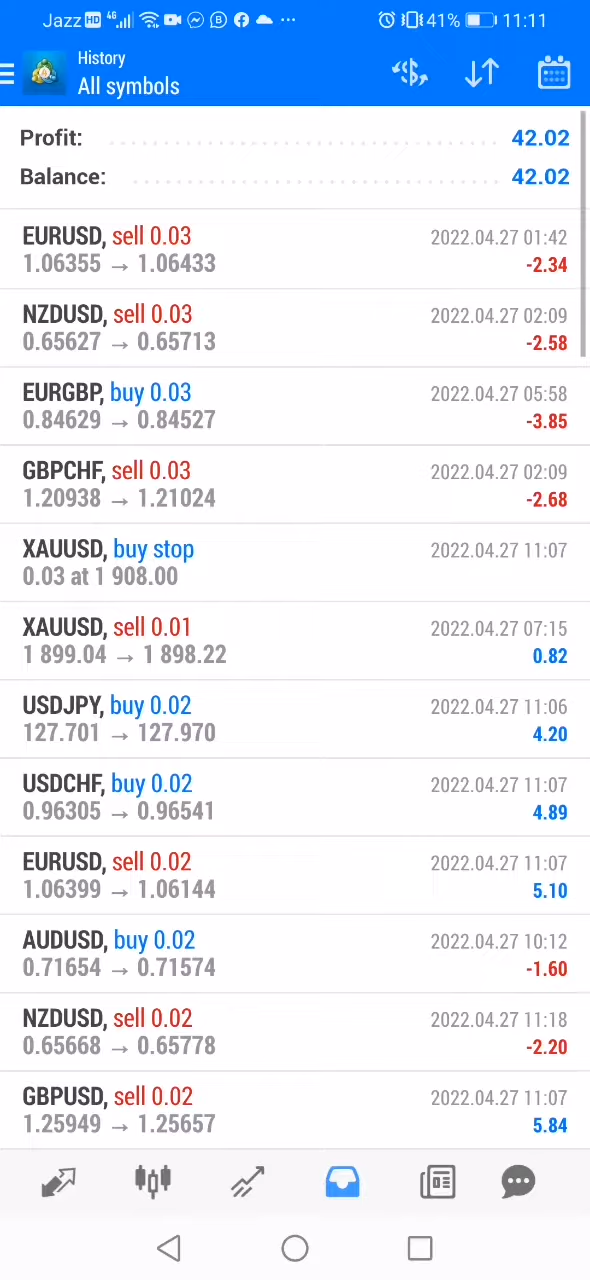 Jazz HD 4G 41% 11:11
History
All symbols
Profit: 42.02
Balance: 42.02
EURUSD, sell 0.03 2022.04.27 01:42
1.06355 → 1.06433 -2.34
NZDUSD, sell 0.03 2022.04.27 02:09
0.65627 → 0.65713 -2.58
EURGBP, buy 0.03 2022.04.27 05:58
0.84629 → 0.84527 -3.85
GBPCHF, sell 0.03 2022.04.27 02:09
1.20938 → 1.21024 -2.68
XAUUSD, buy stop 2022.04.27 11:07
0.03 at 1 908.00
XAUUSD, sell 0.01 2022.04.27 07:15
1 899.04 → 1 898.22 0.82
USDJPY, buy 0.02 2022.04.27 11:06
127.701 → 127.970 4.20
USDCHF, buy 0.02 2022.04.27 11:07
0.96305 → 0.96541 4.89
EURUSD, sell 0.02 2022.04.27 11:07
1.06399 → 1.06144 5.10
AUDUSD, buy 0.02 2022.04.27 10:12
0.71654 → 0.71574 -1.60
NZDUSD, sell 0.02 2022.04.27 11:18
0.65668 → 0.65778 -2.20
GBPUSD, sell 0.02 2022.04.27 11:07
1.25949 → 1.25657 5.84